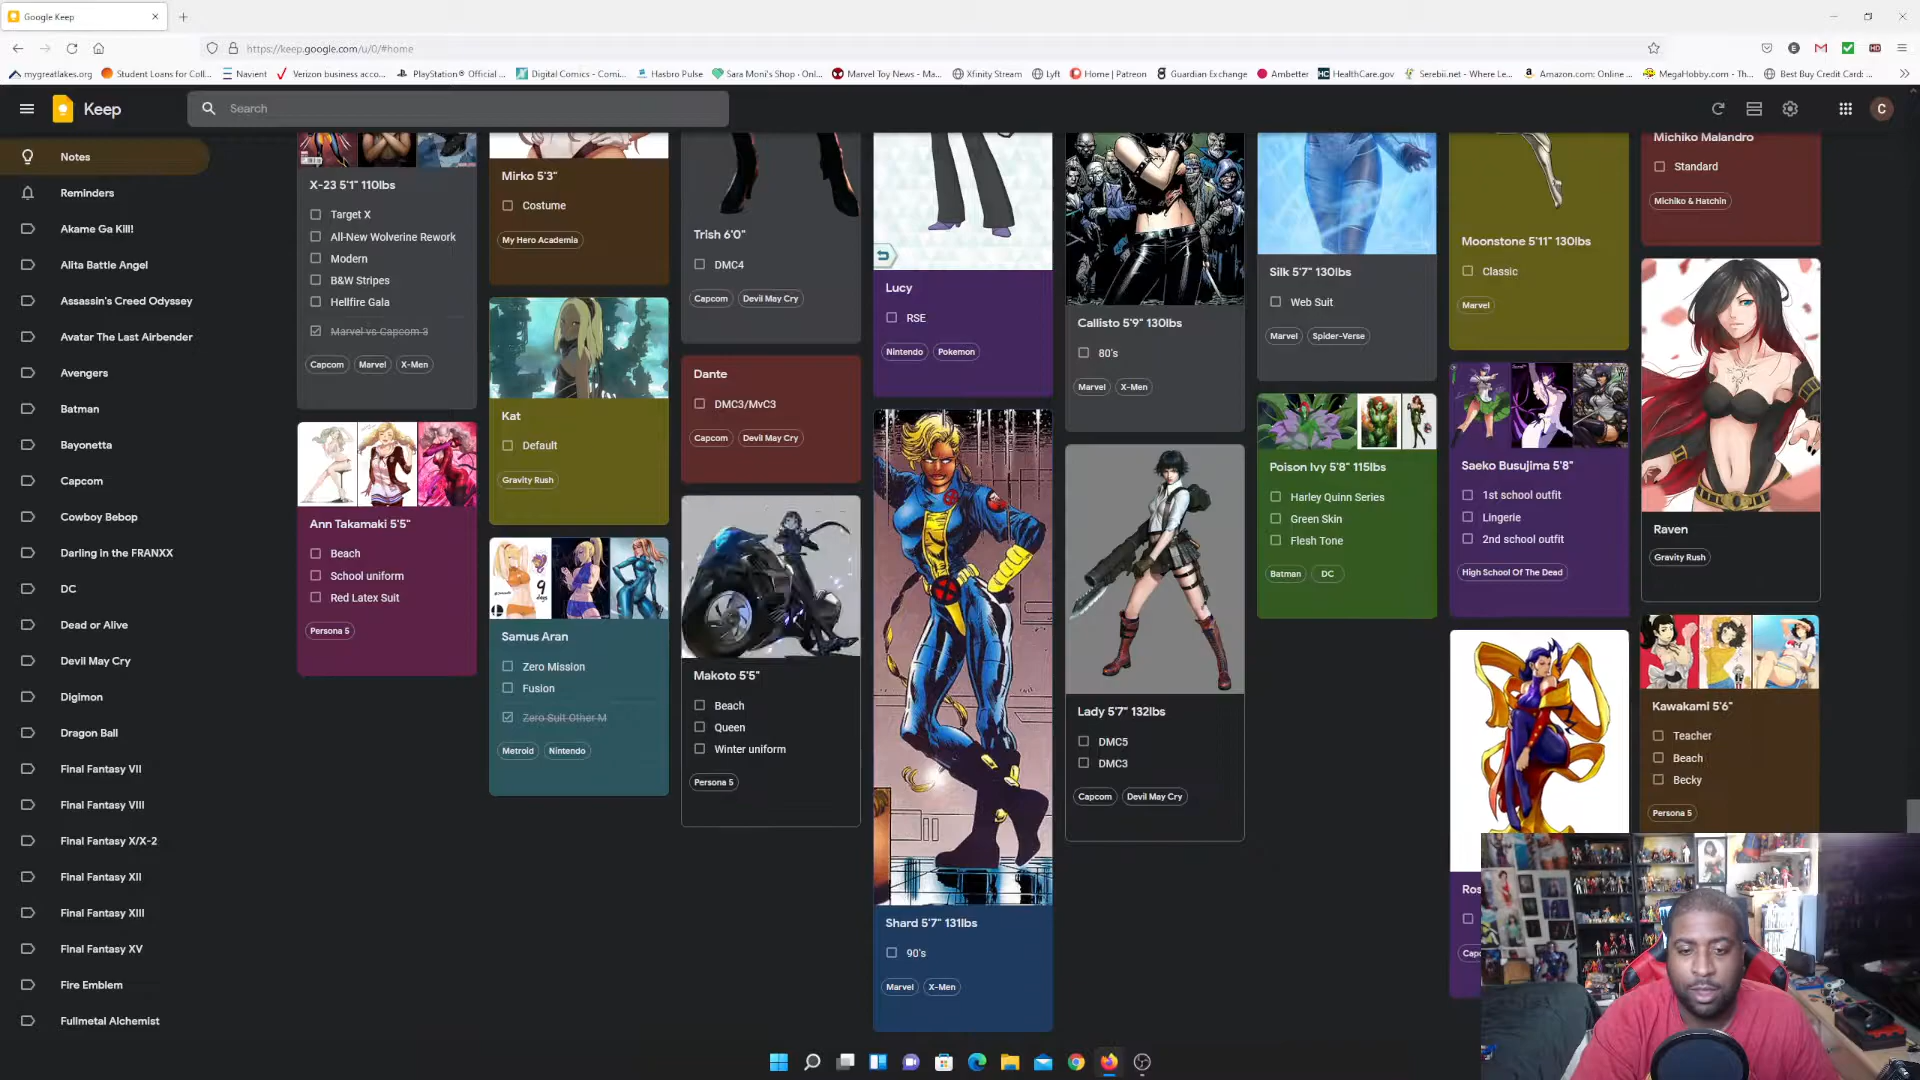 Google Keep
https://keep.google.com/u/0/#home
mygreatlakes.org
Student Loans for Coll...
Navient
Verizon business acco...
PlayStation® Official ...
Digital Comics - Comi...
Hasbro Pulse
Sara Moni's Shop · Onl...
Marvel Toy News - Ma...
Xfinity Stream
Lyft
Home | Patreon
Guardian Exchange
Ambetter
HealthCare.gov
Serebii.net - Where Le...
Amazon.com: Online ...
MegaHobby.com - Th...
Best Buy Credit Card: ...
Keep
Search
C
Notes
Reminders
Akame Ga Kill!
Alita Battle Angel
Assassin's Creed Odyssey
Avatar The Last Airbender
Avengers
Batman
Bayonetta
Capcom
Cowboy Bebop
Darling in the FRANXX
DC
Dead or Alive
Devil May Cry
Digimon
Dragon Ball
Final Fantasy VII
Final Fantasy VIII
Final Fantasy X/X-2
Final Fantasy XII
Final Fantasy XIII
Final Fantasy XV
Fire Emblem
Fullmetal Alchemist
X-23 5'1" 110lbs
Target X
All-New Wolverine Rework
Modern
B&W Stripes
Hellfire Gala
Marvel vs Capcom 3
Capcom
Marvel
X-Men
Ann Takamaki 5'5"
Beach
School uniform
Red Latex Suit
Persona 5
Mirko 5'3"
Costume
My Hero Academia
Kat
Default
Gravity Rush
9
days
Samus Aran
Zero Mission
Fusion
Zero Suit Other M
Metroid
Nintendo
Trish 6'0"
DMC4
Capcom
Devil May Cry
Dante
DMC3/MvC3
Capcom
Devil May Cry
Makoto 5'5"
Beach
Queen
Winter uniform
Persona 5
Lucy
RSE
Nintendo
Pokemon
Shard 5'7" 131lbs
90's
Marvel
X-Men
Callisto 5'9" 130lbs
80's
Marvel
X-Men
Lady 5'7" 132lbs
DMC5
DMC3
Capcom
Devil May Cry
Silk 5'7" 130lbs
Web Suit
Marvel
Spider-Verse
Poison Ivy 5'8" 115lbs
Harley Quinn Series
Green Skin
Flesh Tone
Batman
DC
Moonstone 5'11" 130lbs
Classic
Marvel
Saeko Busujima 5'8"
1st school outfit
Lingerie
2nd school outfit
High School Of The Dead
Ros
Cap
Michiko Malandro
Standard
Michiko & Hatchin
Raven
Gravity Rush
Kawakami 5'6"
Teacher
Beach
Becky
Persona 5